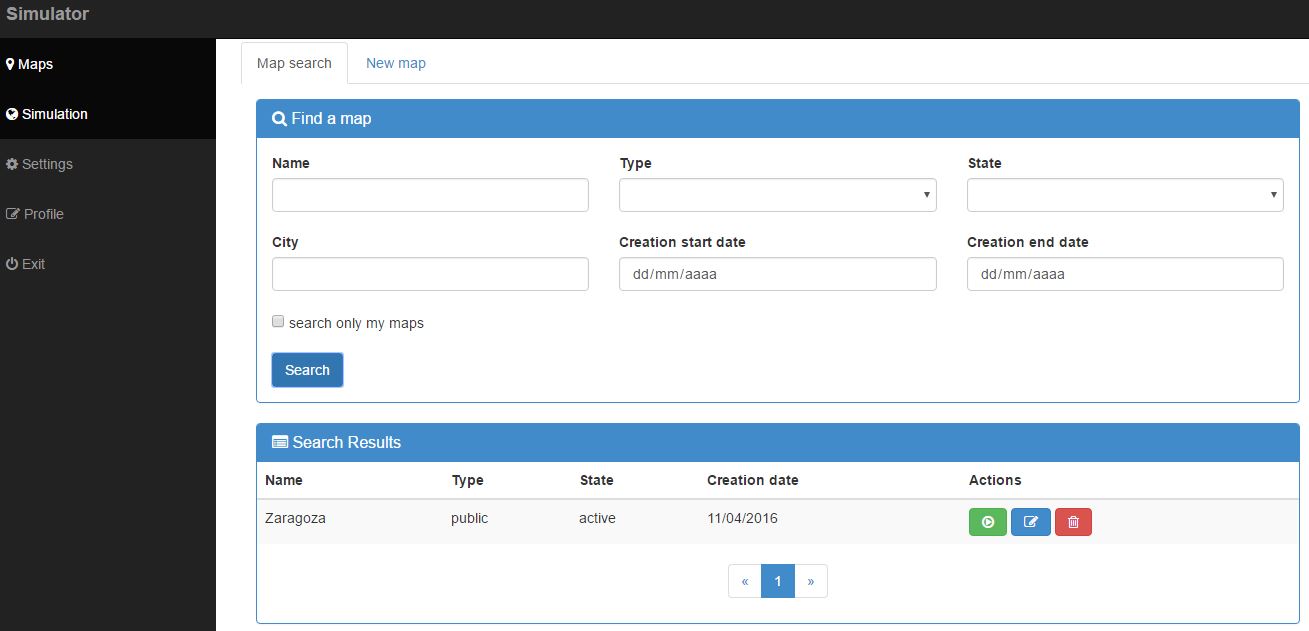 Simulator
Maps
Simulation
Settings
Profile
Exit
Map search New map
Find a map
Name Type State
City Creation start date Creation end date
dd/mm/aaaa dd/mm/aaaa
search only my maps
Search
Search Results
Name Type State Creation date Actions
Zaragoza public active 11/04/2016
« 1 »